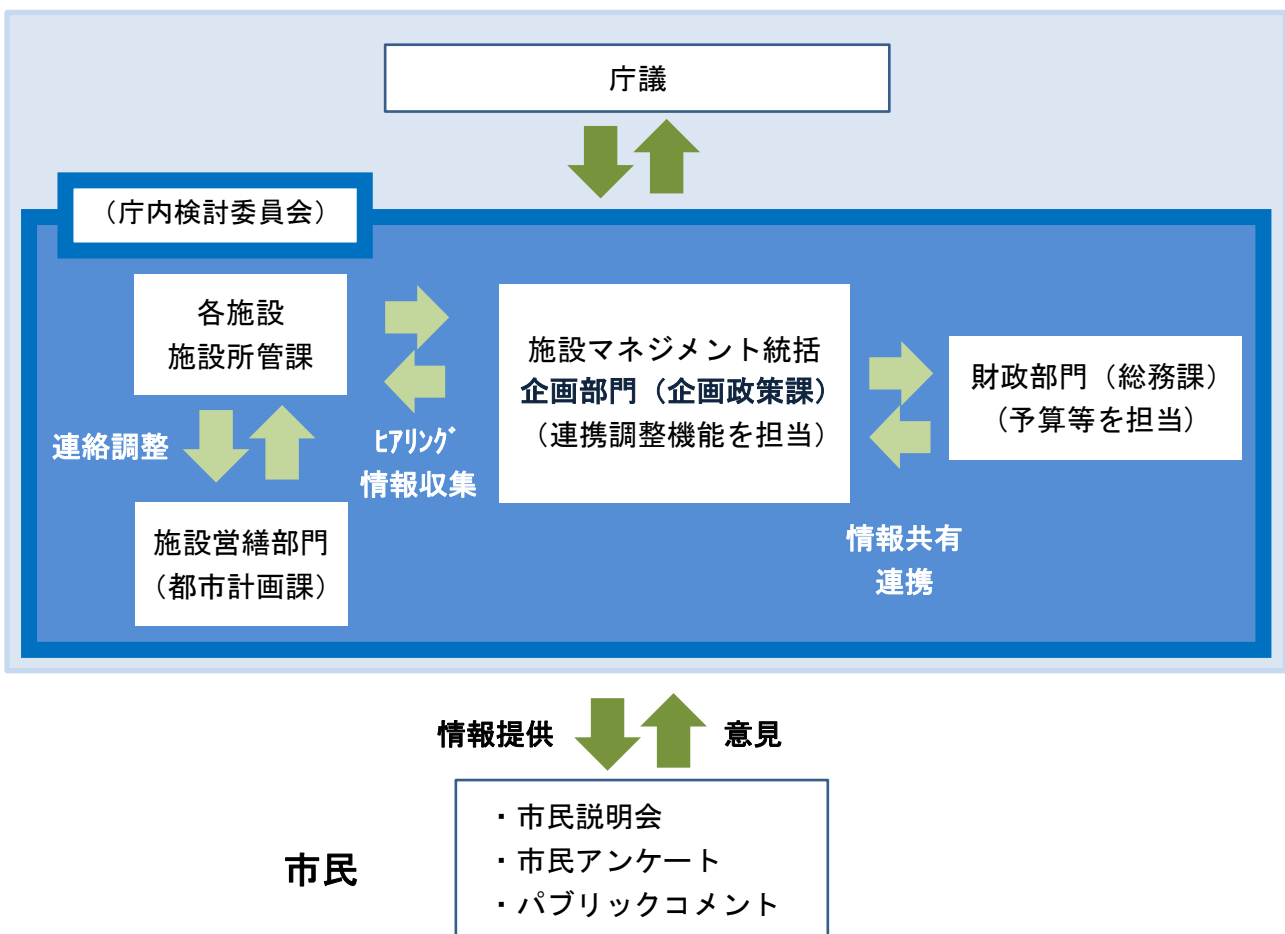 庁議
（庁内検討委員会）
各施設
施設所管課
連絡調整
施設営繕部門
（都市計画課）
ﾋｱﾘﾝｸﾞ
情報収集
施設マネジメント統括
企画部門（企画政策課）
（連携調整機能を担当）
財政部門（総務課）
（予算等を担当）
情報共有
連携
情報提供
意見
市民
・市民説明会
・市民アンケート
・パブリックコメント